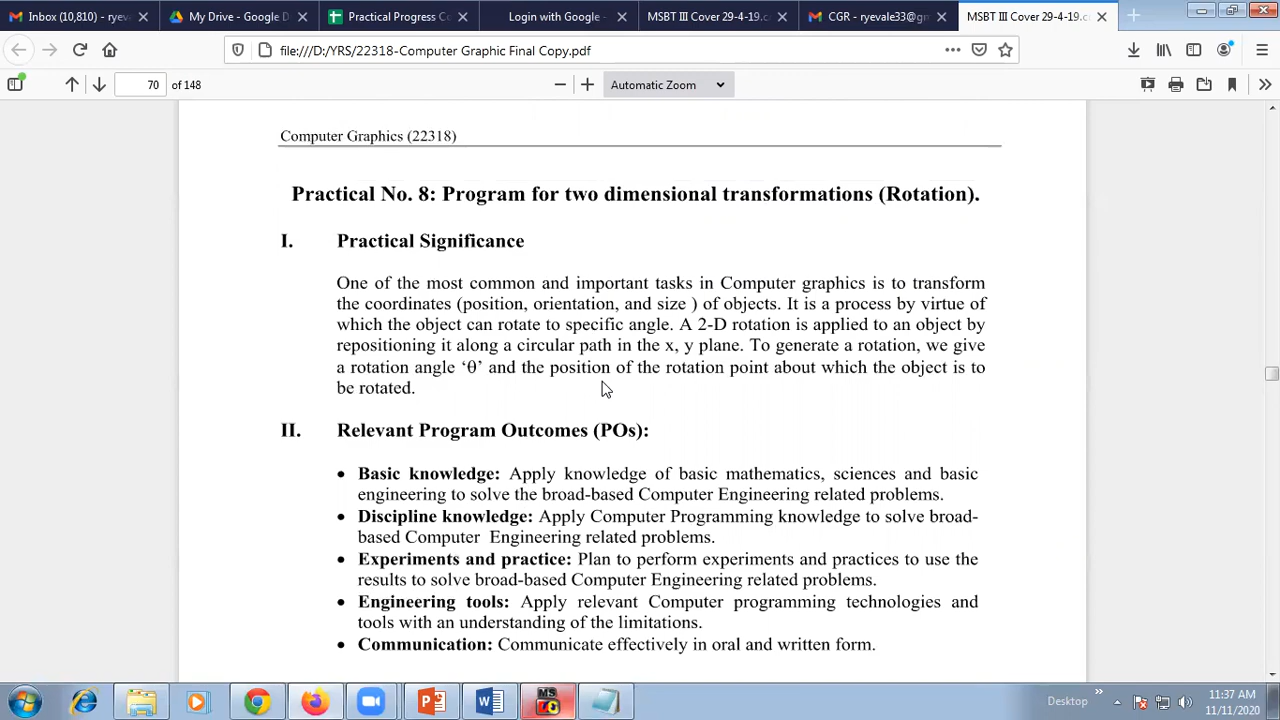 Inbox (10,810) - ryev
My Drive - Google D
Practical Progress C
Login with Google -
MSBT III Cover 29-4-19.c
CGR - ryevale33@gm
MSBT III Cover 29-4-19.c
file:///D:/YRS/22318-Computer Graphic Final Copy.pdf
70 of 148
Automatic Zoom
Computer Graphics (22318)
Practical No. 8: Program for two dimensional transformations (Rotation).
I. Practical Significance
One of the most common and important tasks in Computer graphics is to transform
the coordinates (position, orientation, and size ) of objects. It is a process by virtue of
which the object can rotate to specific angle. A 2-D rotation is applied to an object by
repositioning it along a circular path in the x, y plane. To generate a rotation, we give
a rotation angle ‘θ’ and the position of the rotation point about which the object is to
be rotated.
II. Relevant Program Outcomes (POs):
• Basic knowledge: Apply knowledge of basic mathematics, sciences and basic
engineering to solve the broad-based Computer Engineering related problems.
• Discipline knowledge: Apply Computer Programming knowledge to solve broad-
based Computer Engineering related problems.
• Experiments and practice: Plan to perform experiments and practices to use the
results to solve broad-based Computer Engineering related problems.
• Engineering tools: Apply relevant Computer programming technologies and
tools with an understanding of the limitations.
• Communication: Communicate effectively in oral and written form.
MS
Desktop
11:37 AM
11/11/2020